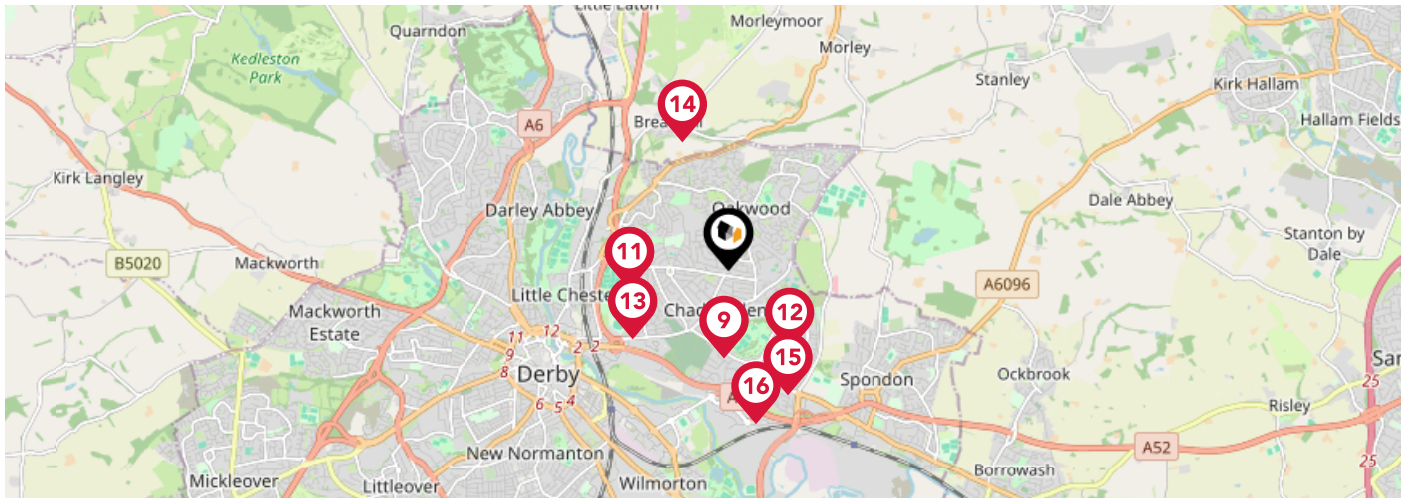 Little Eaton
Morleymoor
Quarndon
Morley
Kedleston
Park
Stanley
Kirk Hallam
14
A6
Hallam Fields
Kirk Langley
Dale Abbey
Darley Abbey
Oakwood
Stanton by
Dale
11
B5020
Mackworth
A6096
Little Chester
13
9
12
Mackworth
Estate
11
12
9
2
2
8
15
Derby
16
Spondon
Ockbrook
25
6
5
4
Risley
A52
New Normanton
25
Mickleover
Littleover
Wilmorton
Borrowash